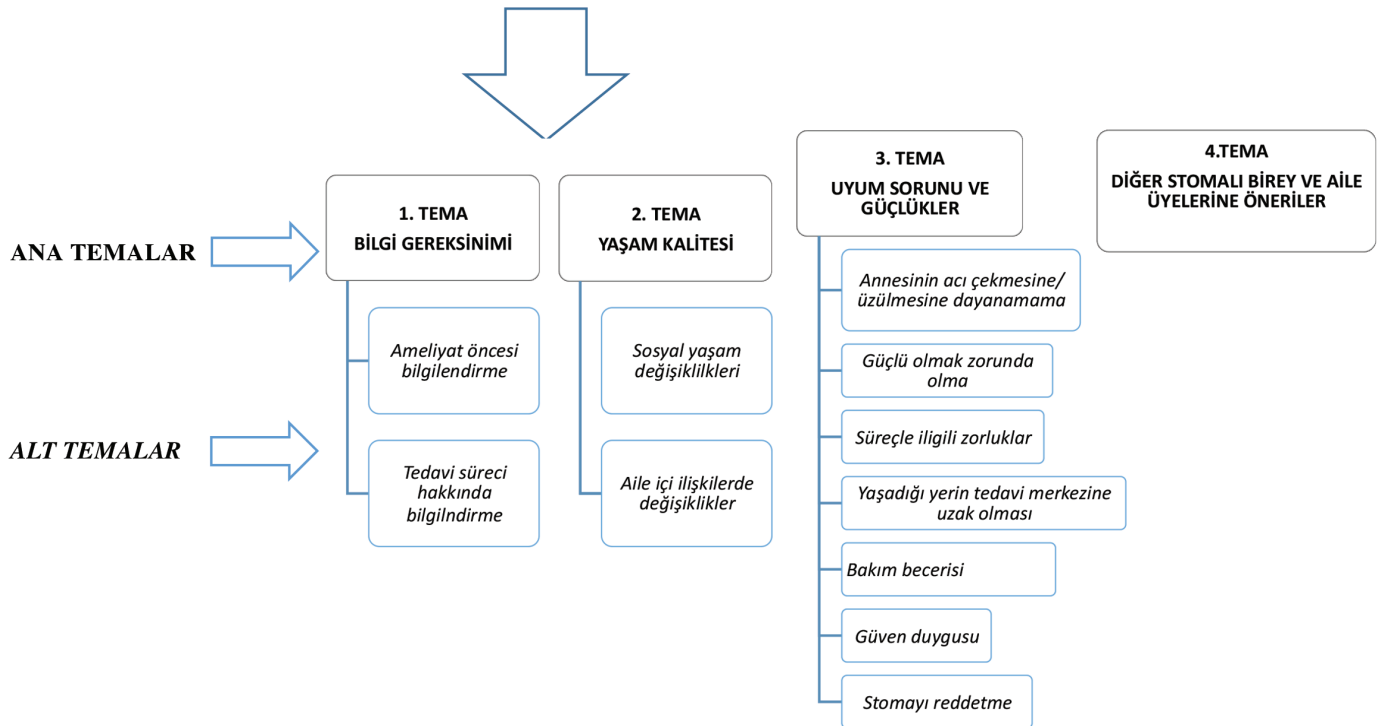 ANA TEMALAR
ALT TEMALAR
1. TEMA
BİLGİ GEREKSİNİMİ
Ameliyat öncesi
bilgilendirme
Tedavi süreci
hakkında
bilgilndirme
2. TEMA
YAŞAM KALİTESİ
Sosyal yaşam
değişiklilkleri
Aile içi ilişkilerde
değişiklikler
3. TEMA
UYUM SORUNU VE
GÜÇLÜKLER
Annesinin acı çekmesine/
üzülmesine dayanamama
Güçlü olmak zorunda
olma
Süreçle iligili zorluklar
Yaşadığı yerin tedavi merkezine
uzak olması
Bakım becerisi
Güven duygusu
Stomayı reddetme
4.TEMA
DİĞER STOMALI BİREY VE AİLE
ÜYELERİNE ÖNERİLER